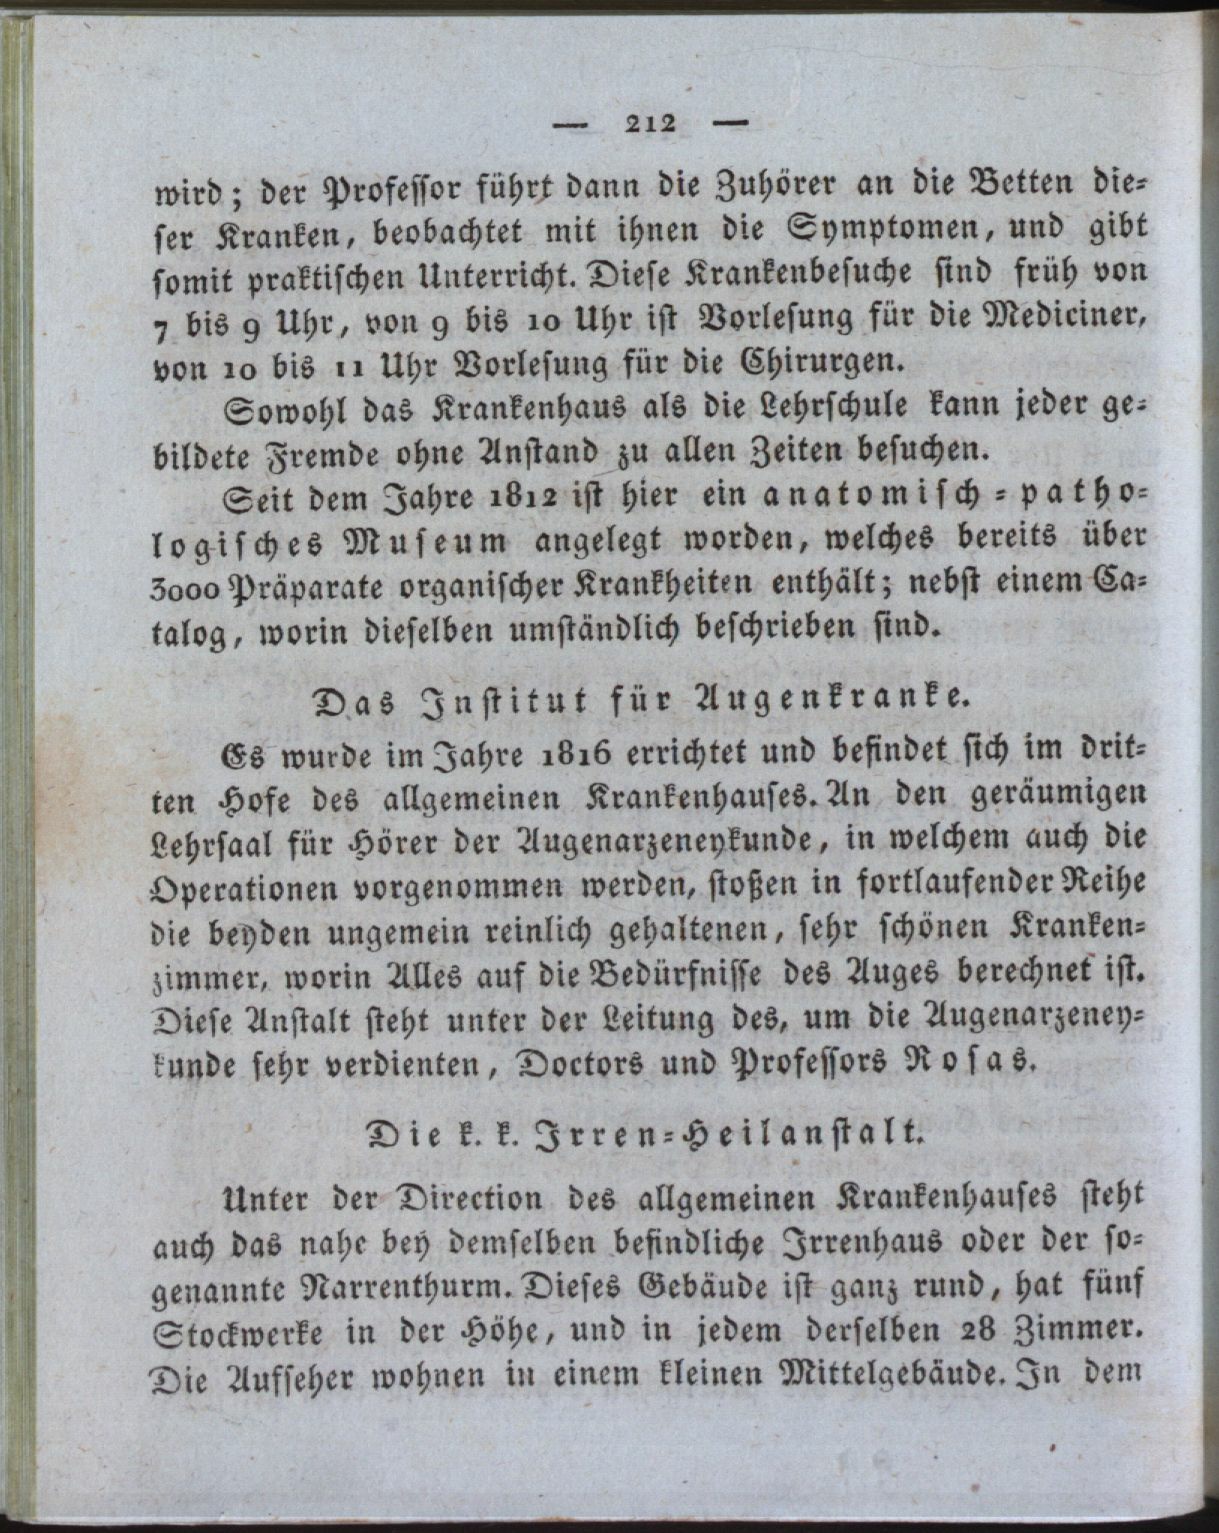 — 212 —
wird; der Professor führt dann die Zuhörer an die Betten die-
ser Kranken, beobachtet mit ihnen die Symptomen, und gibt
somit praktischen Unterricht. Diese Krankenbesuche sind früh von
7 bis 9 Uhr, von 9 bis 10 Uhr ist Vorlesung für die Mediciner,
von 10 bis 11 Uhr Vorlesung für die Chirurgen.
Sowohl das Krankenhaus als die Lehrschule kann jeder ge-
bildete Fremde ohne Anstand zu allen Zeiten besuchen.
Seit dem Jahre 1812 ist hier ein anatomisch-patho-
logisches Museum angelegt worden, welches bereits über
3000 Präparate organischer Krankheiten enthält; nebst einem Ca-
talog, worin dieselben umständlich beschrieben sind.
Das Institut für Augenkranke.
Es wurde im Jahre 1816 errichtet und befindet sich im drit-
ten Hofe des allgemeinen Krankenhauses. An den geräumigen
Lehrsaal für Hörer der Augenarzeneykunde, in welchem auch die
Operationen vorgenommen werden, stoßen in fortlaufender Reihe
die beyden ungemein reinlich gehaltenen, sehr schönen Kranken-
zimmer, worin Alles auf die Bedürfnisse des Auges berechnet ist.
Diese Anstalt steht unter der Leitung des, um die Augenarzeney-
kunde sehr verdienten, Doctors und Professors Rosas.
Die k. k. Irren-Heilanstalt.
Unter der Direction des allgemeinen Krankenhauses steht
auch das nahe bey demselben befindliche Irrenhaus oder der so-
genannte Narrenthurm. Dieses Gebäude ist ganz rund, hat fünf
Stockwerke in der Höhe, und in jedem derselben 28 Zimmer.
Die Aufseher wohnen in einem kleinen Mittelgebäude. In dem